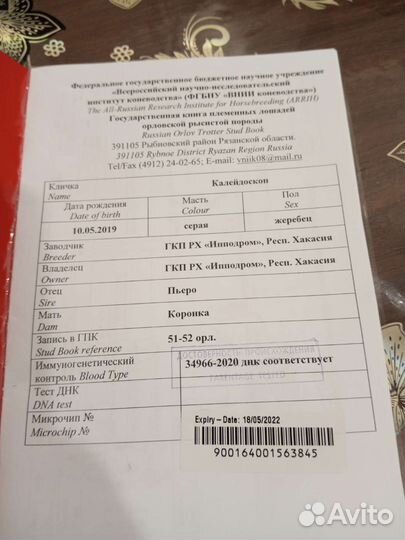 Федеральное государственное бюджетное научное учреждение
«Всероссийский научно-исследовательский
институт коневодства» (ФГБНУ «ВНИИ коневодства»)
The All-Russian Research Institute for Horsebreeding (ARRIH)
Государственная книга племенных лошадей
орловской рысистой породы
Russian Orlov Trotter Stud Book
391105 Рыбновский район Рязанской области.
391105 Rybnoe District Ryazan Region Russia
Tel/Fax (4912) 24-02-65; E-mail: vniik08@mail.ru
Кличка Калейдоскоп
Name
Дата рождения Масть Пол
Date of birth Colour Sex
10.05.2019 серая жеребец
Заводчик ГКП РХ «Ипподром», Респ. Хакасия
Breeder
Владелец ГКП РХ «Ипподром», Респ. Хакасия
Owner
Отец Пьеро
Sire
Мать Коронка
Dam
Запись в ГПК 51-52 орл.
Stud Book reference
ДОСТОВЕРНОСТЬ ПРОИСХОЖДЕНИЯ
Иммуногенетический 34966-2020 днк соответствует
контроль Blood Type
PARENTAGE TESTED
Тест ДНК
DNA test
Микрочип №
Microchip №
Expiry – Date: 18/05/2022
900164001563845
Avito